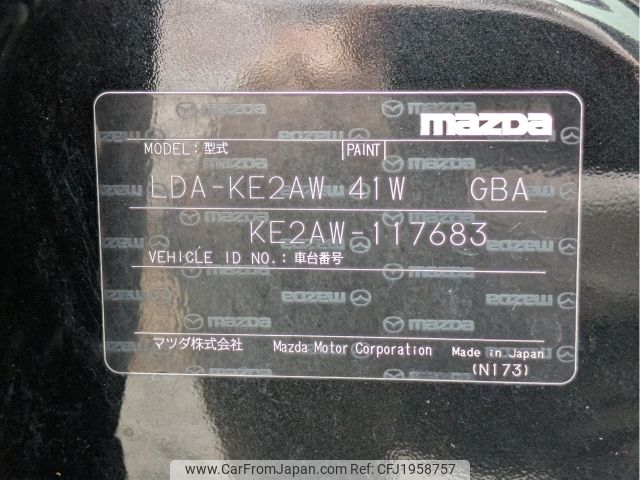 mazda
MODEL: 型式 PAINT
LDA-KE2AW 41W GBA
KE2AW-117683
VEHICLE ID NO.: 車台番号
マツダ株式会社 Mazda Motor Corporation Made in Japan
(N173)
www.CarFromJapan.com - CFJ1958757